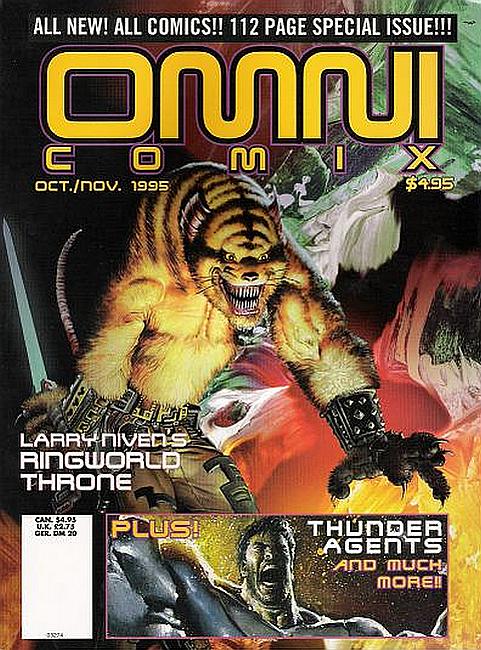 ALL NEW! ALL COMICS!! 112 PAGE SPECIAL ISSUE!!!
OMNI
COMIX
OCT./NOV. 1995
$4.95
LARRY NIVEN'S
RINGWORLD
THRONE
CAN. $4.95
U.K. £2.75
GER. DM 20
03274
PLUS!
THUNDER
AGENTS
AND MUCH
MORE!!